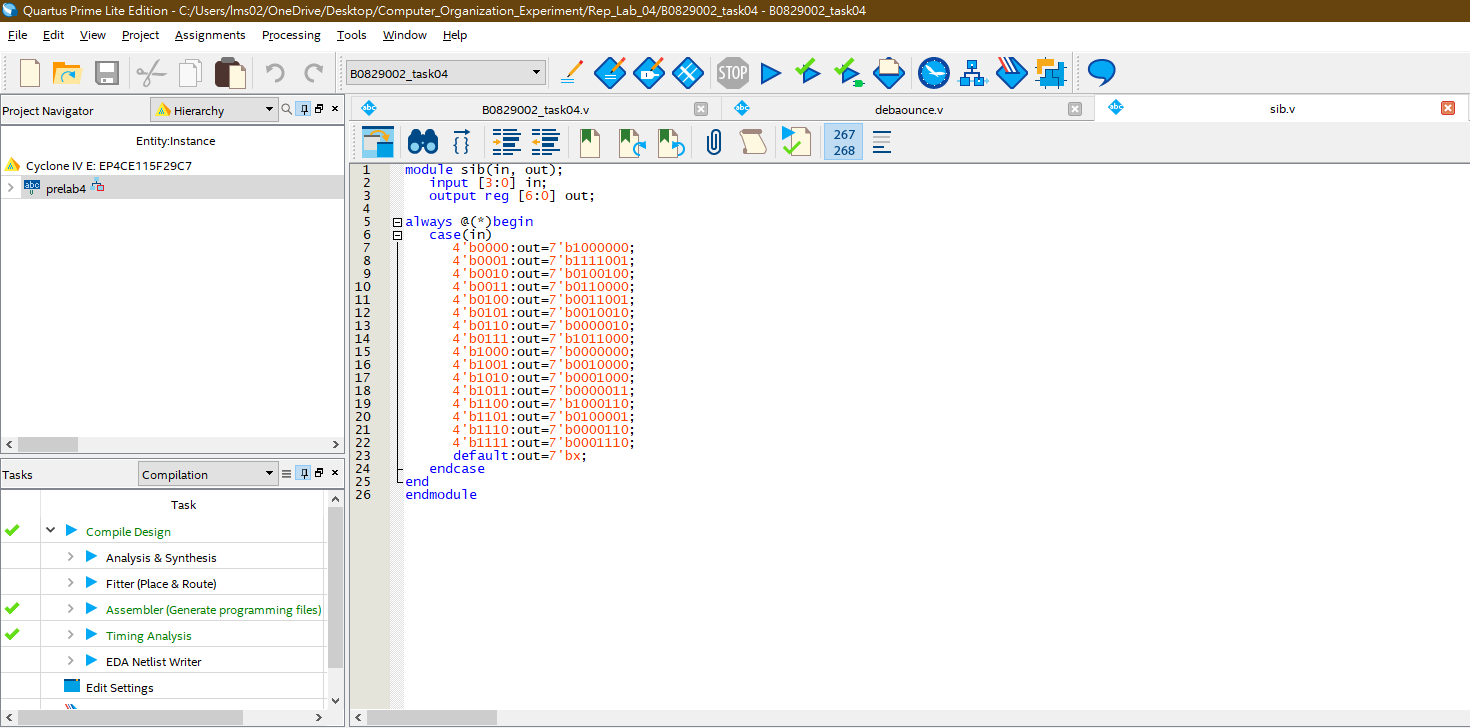 Quartus Prime Lite Edition - C:/Users/lms02/OneDrive/Desktop/Computer_Organization_Experiment/Rep_Lab_04/B0829002_task04 - B0829002_task04
File Edit View Project Assignments Processing Tools Window Help
B0829002_task04
STOP
Project Navigator
Hierarchy
Entity:Instance
Cyclone IV E: EP4CE115F29C7
abc prelab4
Tasks
Compilation
Task
Compile Design
Analysis & Synthesis
Fitter (Place & Route)
Assembler (Generate programming files)
Timing Analysis
EDA Netlist Writer
Edit Settings
abc B0829002_task04.v
abc debaounce.v
abc sib.v
267
268
1 module sib(in, out);
2 input [3:0] in;
3 output reg [6:0] out;
4
5 always @(*)begin
6 case(in)
7 4'b0000:out=7'b1000000;
8 4'b0001:out=7'b1111001;
9 4'b0010:out=7'b0100100;
10 4'b0011:out=7'b0110000;
11 4'b0100:out=7'b0011001;
12 4'b0101:out=7'b0010010;
13 4'b0110:out=7'b0000010;
14 4'b0111:out=7'b1011000;
15 4'b1000:out=7'b0000000;
16 4'b1001:out=7'b0010000;
17 4'b1010:out=7'b0001000;
18 4'b1011:out=7'b0000011;
19 4'b1100:out=7'b1000110;
20 4'b1101:out=7'b0100001;
21 4'b1110:out=7'b0000110;
22 4'b1111:out=7'b0001110;
23 default:out=7'bx;
24 endcase
25 end
26 endmodule